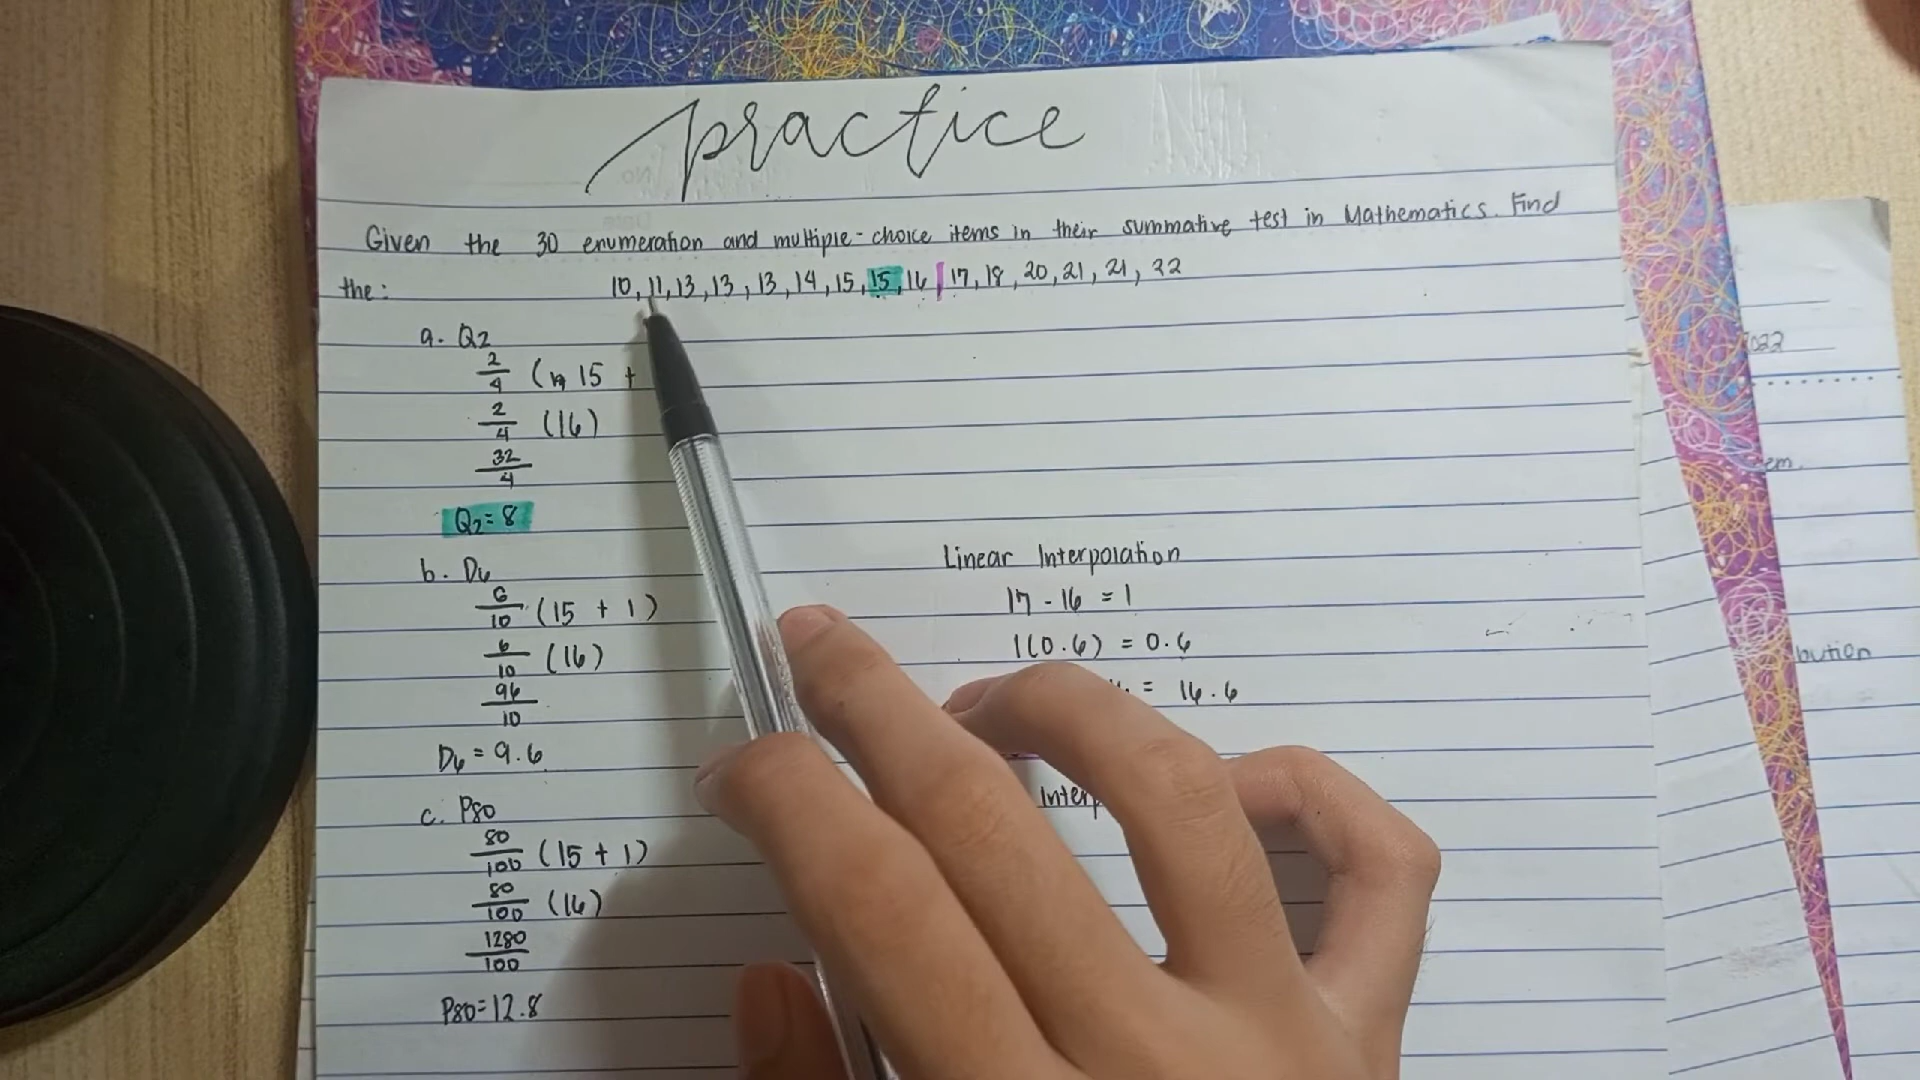 practice
Given the 30 enumeration and multiple-choice items in their summative test in Mathematics. Find
the: 10, 11, 13, 13, 13, 14, 15, 15, 16, 17, 18, 20, 21, 21, 22
a. Q2
2/4 (n 15 +
2/4 (16)
32/4
Q2 = 8
b. D6
6/10 (15 + 1)
6/10 (16)
96/10
D6 = 9.6
c. P80
80/100 (15 + 1)
80/100 (16)
1280/100
P80 = 12.8
Linear Interpolation
17 - 16 = 1
1(0.6) = 0.6
= 16.6
Interp
2022
em.
bution